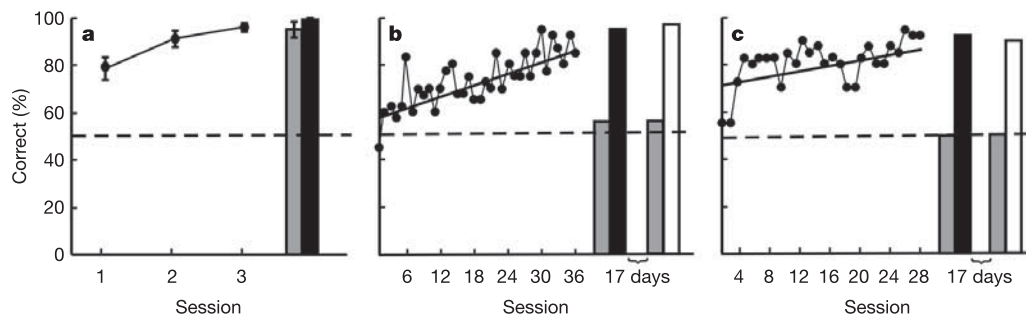 a
b
c
Correct (%)
100
80
60
40
20
0
1 2 3
6 12 18 24 30 36 17 days
4 8 12 16 20 24 28 17 days
Session
Session
Session